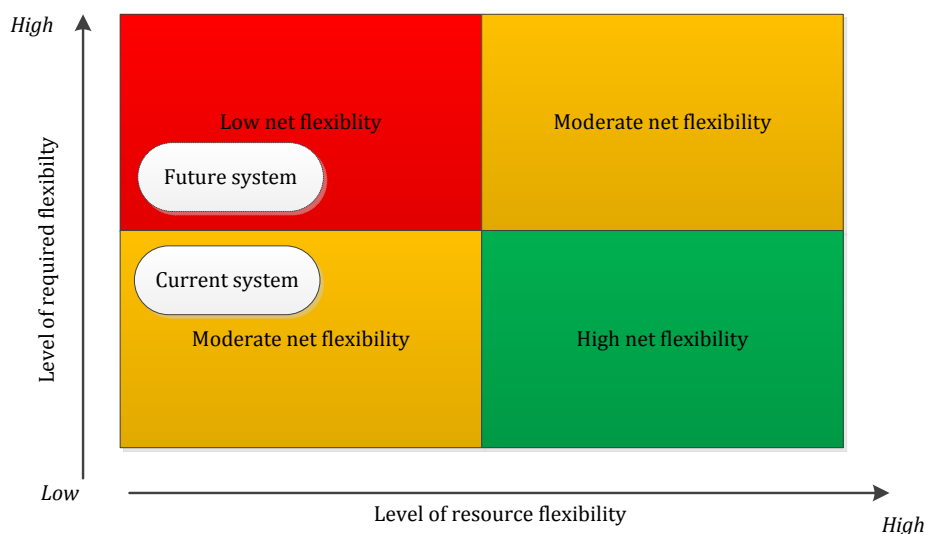 High
Low net flexiblity
Moderate net flexibility
Future system
Current system
Moderate net flexibility
High net flexibility
Level of required flexibilty
Low
Level of resource flexibility
High